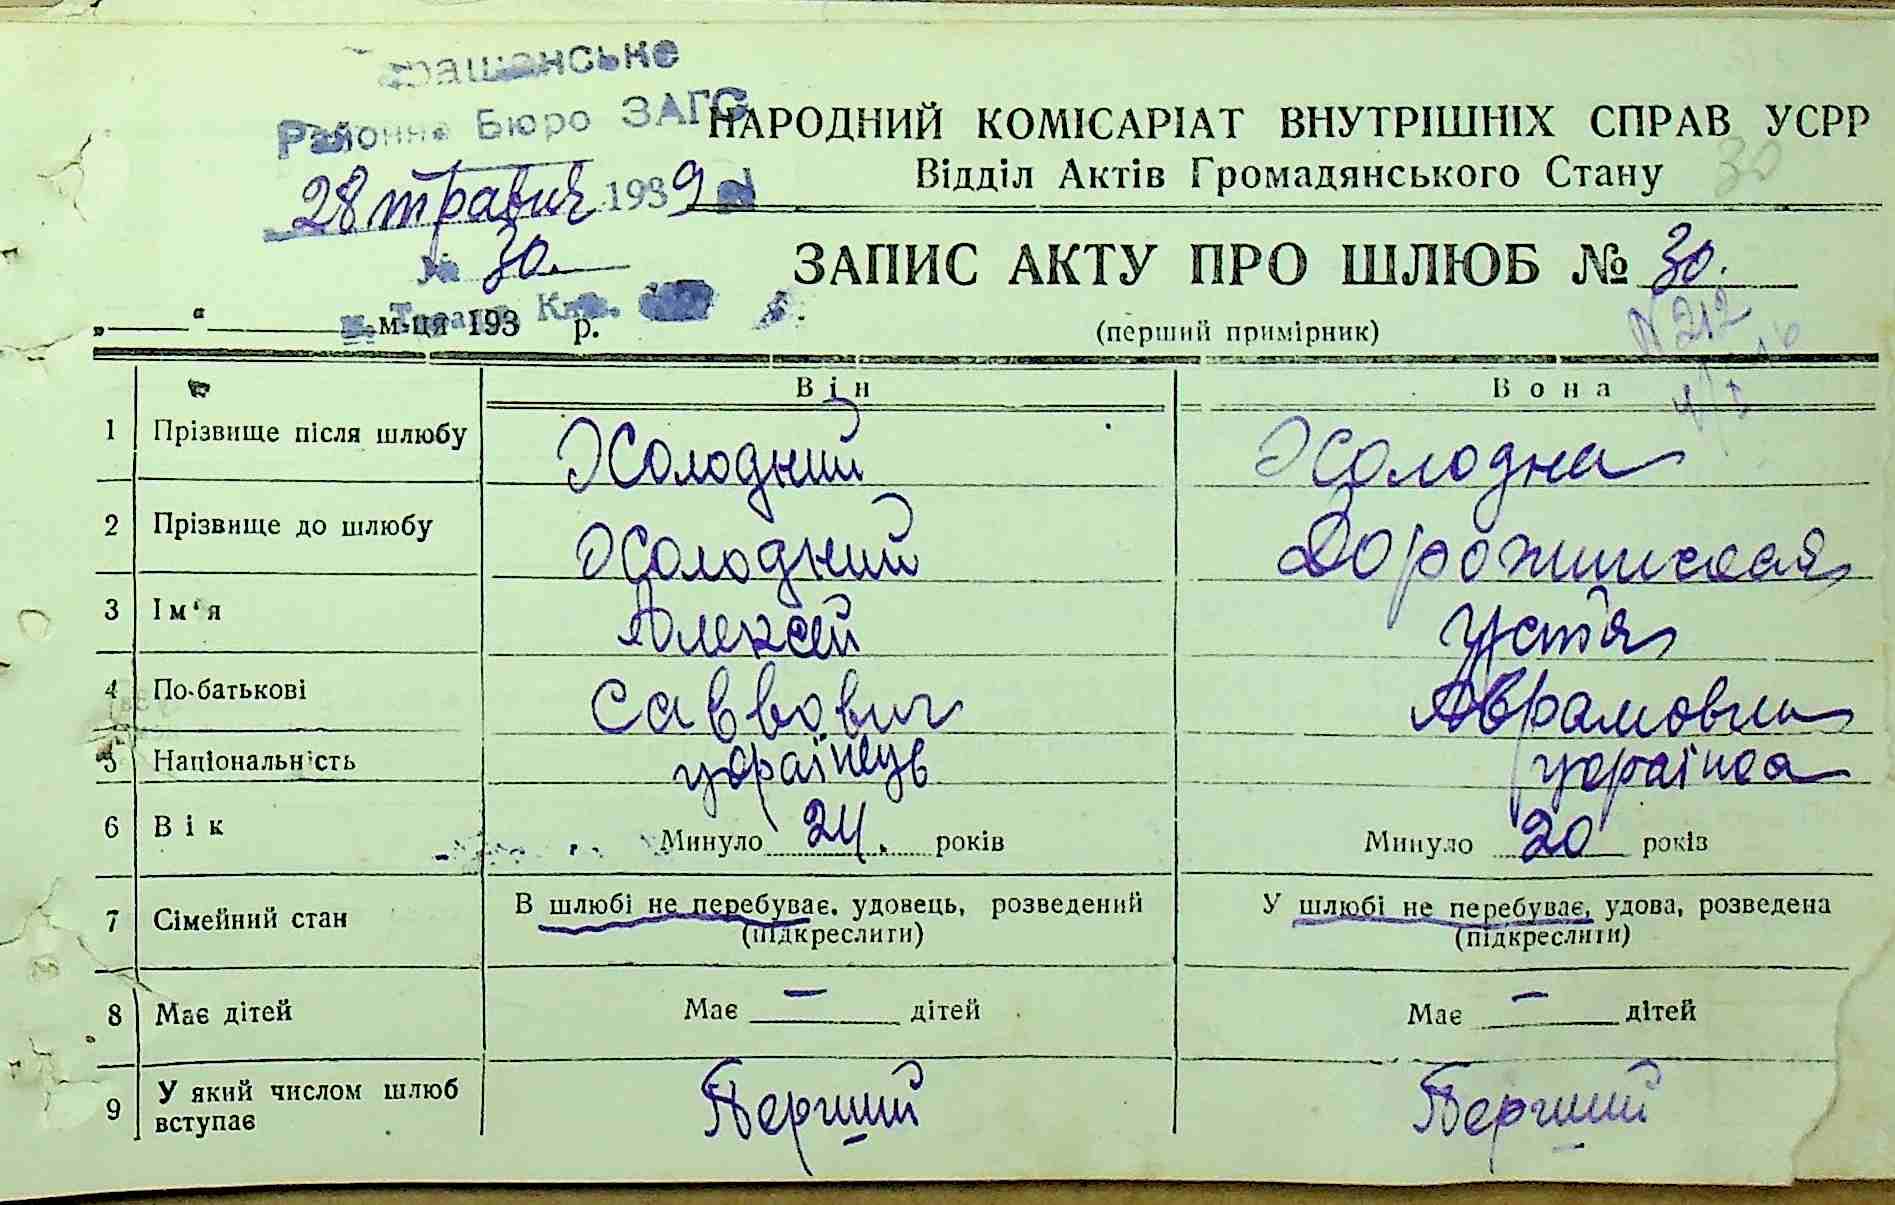 Районне Бюро ЗАГС
НАРОДНИЙ КОМІСАРІАТ ВНУТРІШНІХ СПРАВ УСРР
30
Відділ Актів Громадянського Стану
28 травня 1939
№ 30.
ЗАПИС АКТУ ПРО ШЛЮБ № 30.
„ “ м-ця 193 р.
(перший примірник)
N 212
Він Вона
1 Прізвище після шлюбу Холодний Холодна
2 Прізвище до шлюбу Холодний Дорожинская
3 Ім‘я Алексей Устя
4 По-батькові Саввович Аврамовна
5 Національність українець українка
6 Вік Минуло 24. років Минуло 20 років
7 Сімейний стан В шлюбі не перебуває, удовець, розведений У шлюбі не перебуває, удова, розведена
(підкреслити) (підкреслити)
8 Має дітей Має — дітей Має — дітей
9 У який числом шлюб вступає Перший Перший